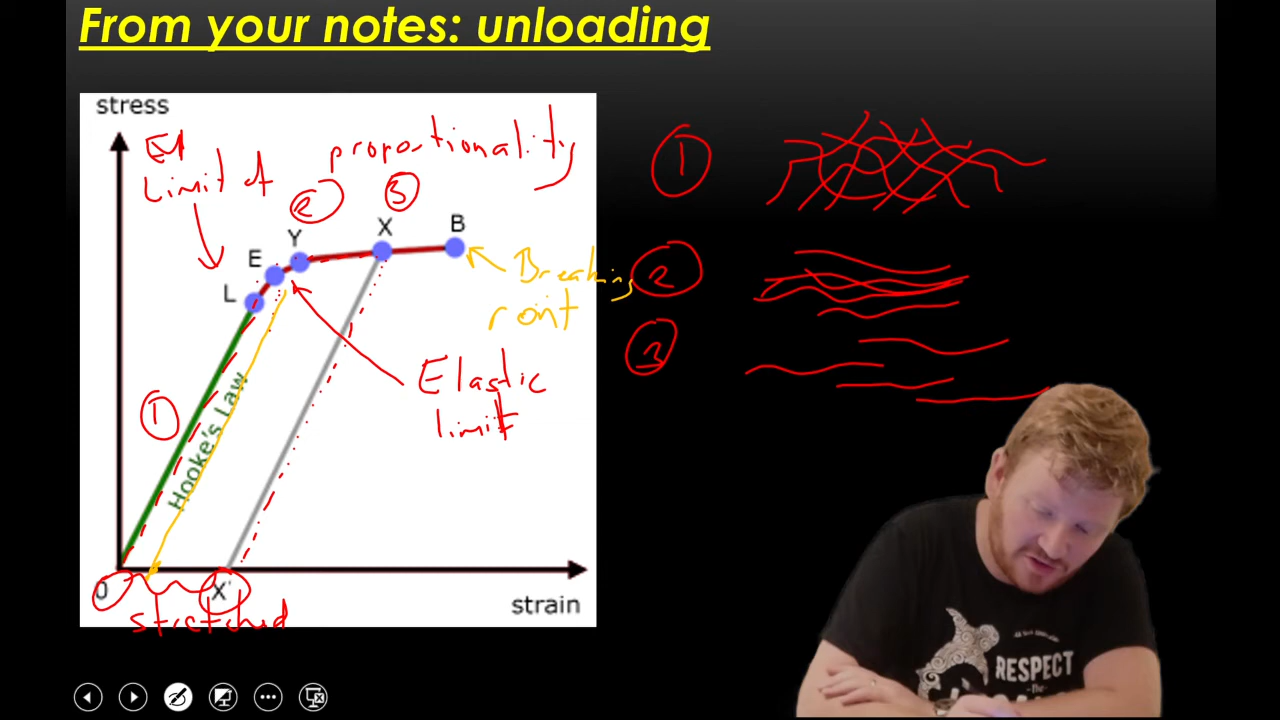 From your notes: unloading
stress
El
Limit of
proportionality
2
3
X
B
Y
E
L
Breaking
Point
Elastic
limit
1
Hooke's Law
0
X'
stretched
strain
1
2
3
RESPECT
the